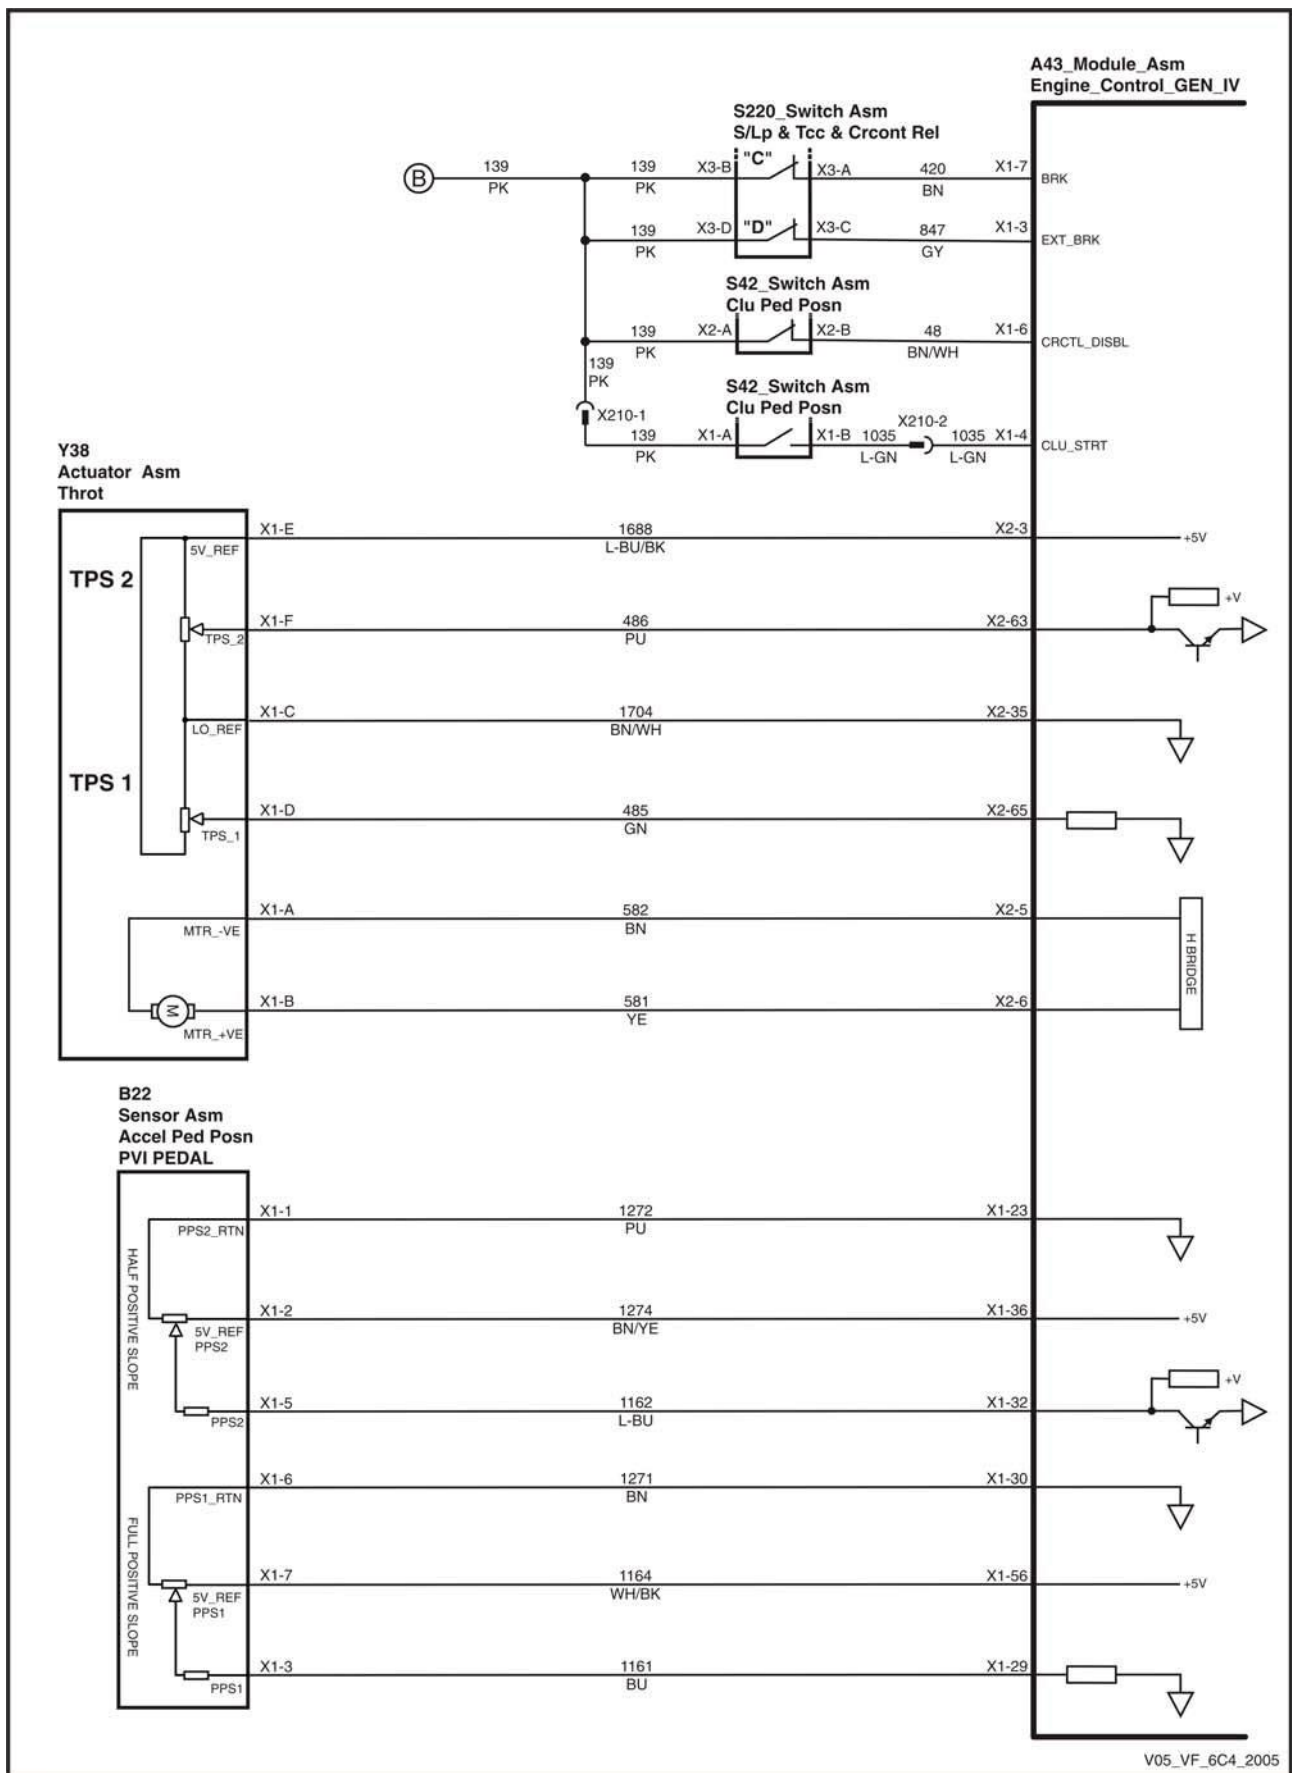 A43_Module_Asm
Engine_Control_GEN_IV
S220_Switch Asm
S/Lp & Tcc & Crcont Rel
B
139
PK
139
PK
X3-B
"C"
X3-A
420
BN
X1-7
BRK
139
PK
X3-D
"D"
X3-C
847
GY
X1-3
EXT_BRK
S42_Switch Asm
Clu Ped Posn
139
PK
X2-A
X2-B
48
BN/WH
X1-6
CRCTL_DISBL
139
PK
X210-1
S42_Switch Asm
Clu Ped Posn
139
PK
X1-A
X1-B
1035
L-GN
X210-2
1035
L-GN
X1-4
CLU_STRT
Y38
Actuator Asm
Throt
TPS 2
5V_REF
X1-E
1688
L-BU/BK
X2-3
+5V
TPS_2
X1-F
486
PU
X2-63
+V
LO_REF
X1-C
1704
BN/WH
X2-35
TPS 1
TPS_1
X1-D
485
GN
X2-65
MTR_-VE
X1-A
582
BN
X2-5
H BRIDGE
M
MTR_+VE
X1-B
581
YE
X2-6
B22
Sensor Asm
Accel Ped Posn
PVI PEDAL
HALF POSITIVE SLOPE
PPS2_RTN
X1-1
1272
PU
X1-23
5V_REF
PPS2
X1-2
1274
BN/YE
X1-36
+5V
PPS2
X1-5
1162
L-BU
X1-32
+V
FULL POSITIVE SLOPE
PPS1_RTN
X1-6
1271
BN
X1-30
5V_REF
PPS1
X1-7
1164
WH/BK
X1-56
+5V
PPS1
X1-3
1161
BU
X1-29
V05_VF_6C4_2005